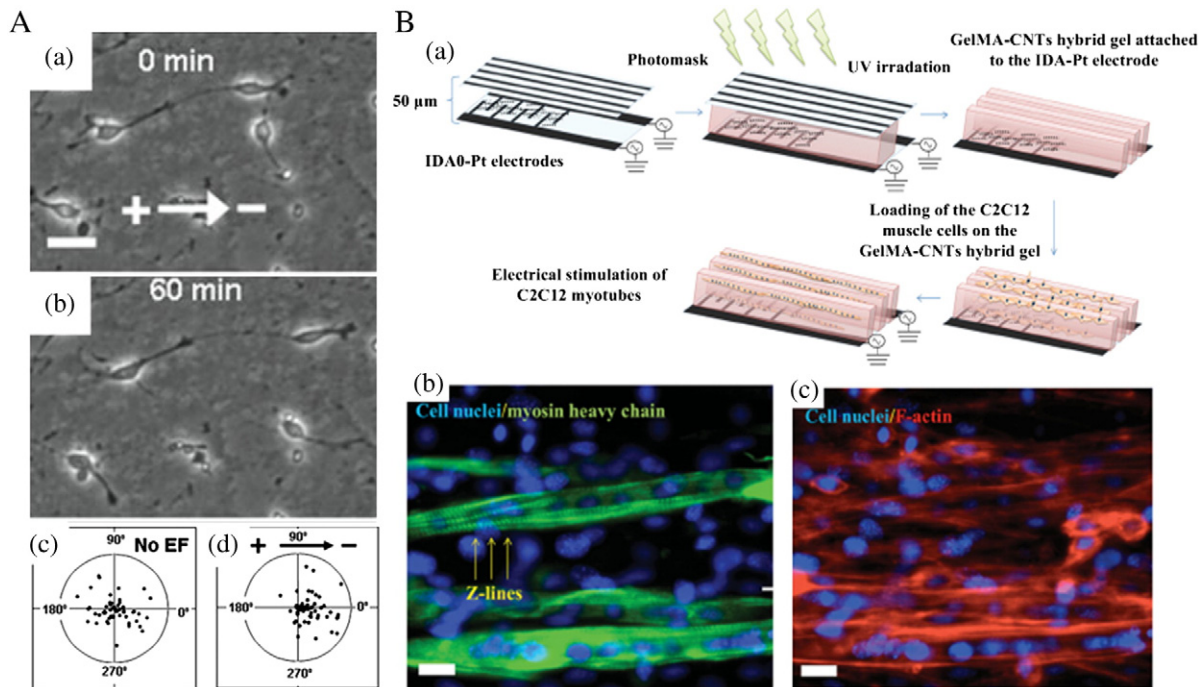 A
(a)
0 min
+ → −
(b)
60 min
(c)
No EF
90°
180°
0°
270°
(d)
+ → −
90°
180°
0°
270°
B
(a)
50 µm
IDA0-Pt electrodes
Photomask
UV irradation
GelMA-CNTs hybrid gel attached
to the IDA-Pt electrode
Loading of the C2C12
muscle cells on the
GelMA-CNTs hybrid gel
Electrical stimulation of
C2C12 myotubes
(b)
Cell nuclei/myosin heavy chain
Z-lines
(c)
Cell nuclei/F-actin